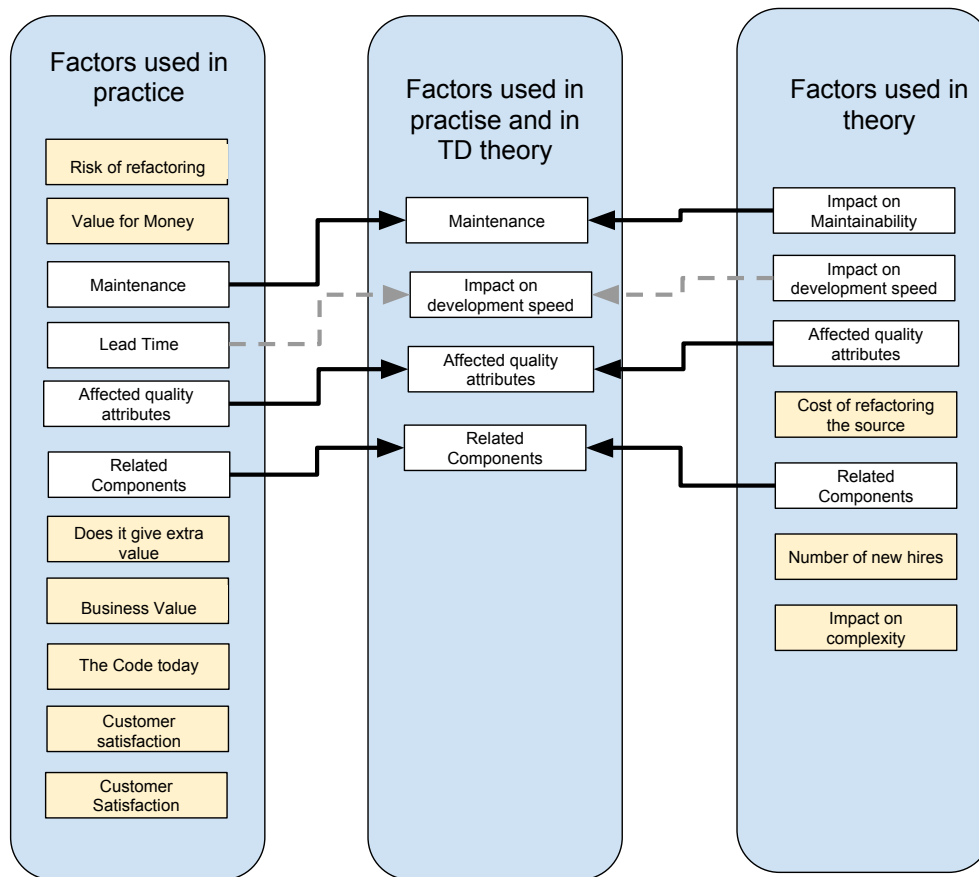 Factors used in
practice
Risk of refactoring
Value for Money
Maintenance
Lead Time
Affected quality
attributes
Related
Components
Does it give extra
value
Business Value
The Code today
Customer
satisfaction
Customer
Satisfaction
Factors used in
practise and in
TD theory
Maintenance
Impact on
development speed
Affected quality
attributes
Related
Components
Factors used in
theory
Impact on
Maintainability
Impact on
development speed
Affected quality
attributes
Cost of refactoring
the source
Related
Components
Number of new hires
Impact on
complexity